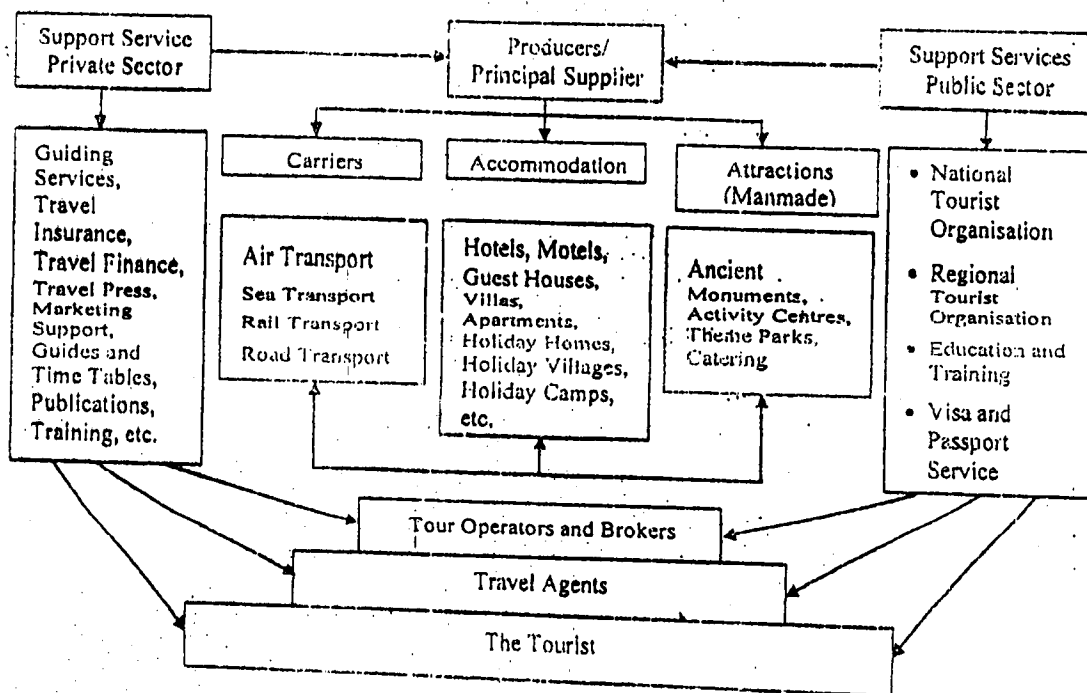 Support Service
Private Sector
Producers/
Principal Supplier
Support Services
Public Sector
Guiding
Services,
Travel
Insurance,
Travel Finance,
Travel Press,
Marketing
Support,
Guides and
Time Tables,
Publications,
Training, etc.
Carriers
Accommodation
Attractions
(Manmade)
Air Transport
Sea Transport
Rail Transport
Road Transport
Hotels, Motels,
Guest Houses,
Villas,
Apartments,
Holiday Homes,
Holiday Villages,
Holiday Camps,
etc.
Ancient
Monuments,
Activity Centres,
Theme Parks,
Catering
• National
Tourist
Organisation
• Regional
Tourist
Organisation
• Education and
Training
• Visa and
Passport
Service
Tour Operators and Brokers
Travel Agents
The Tourist